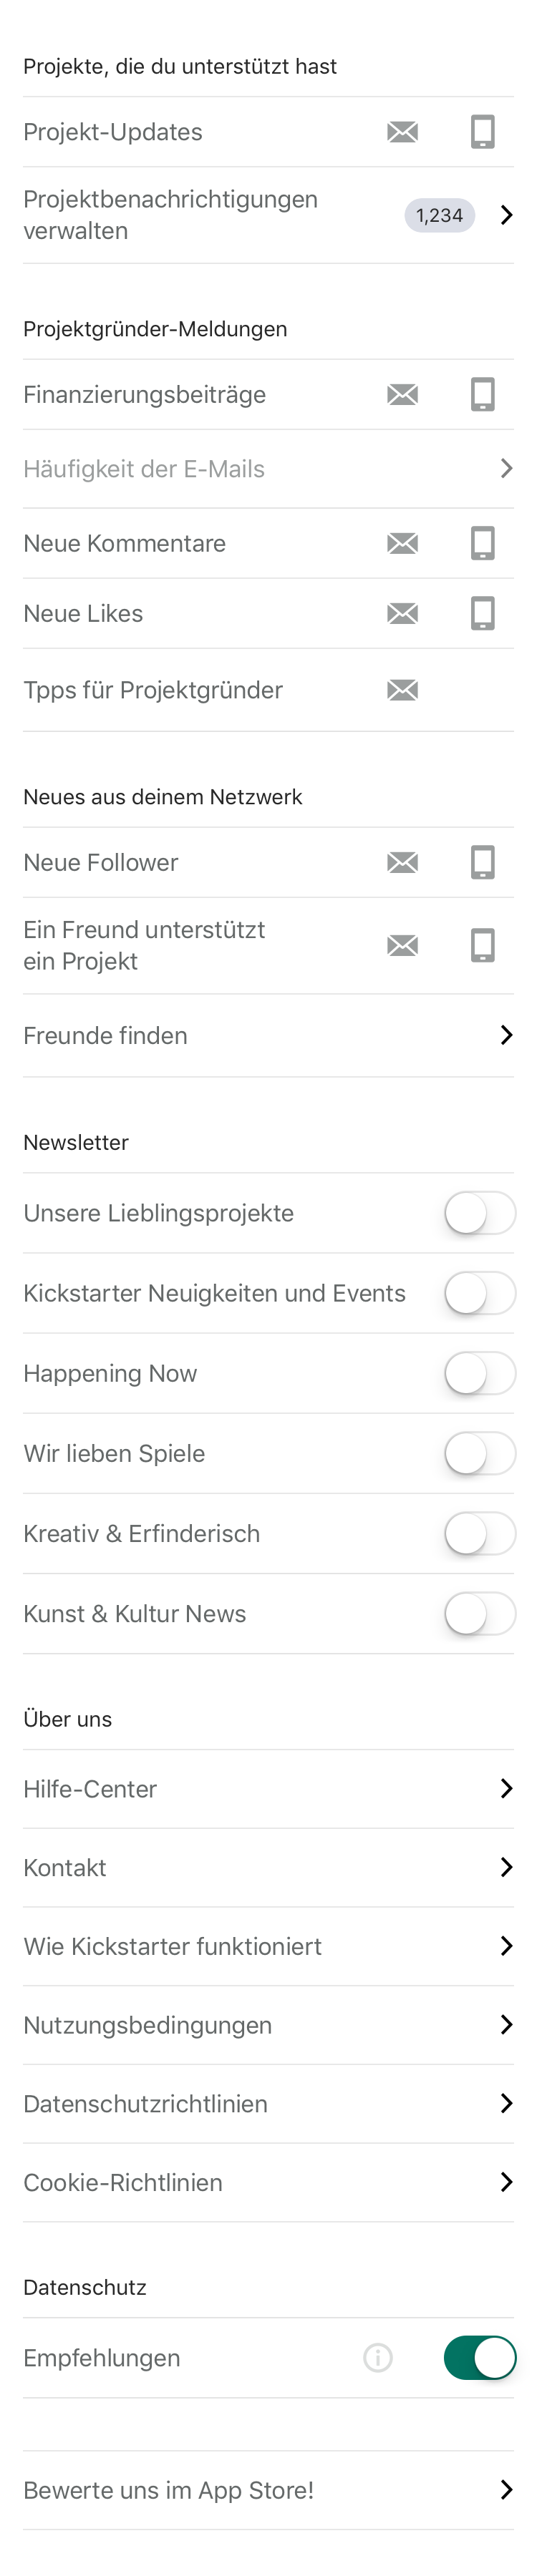 Projekte, die du unterstützt hast
Projekt-Updates
Projektbenachrichtigungen
verwalten
1,234
Projektgründer-Meldungen
Finanzierungsbeiträge
Häufigkeit der E-Mails
Neue Kommentare
Neue Likes
Tpps für Projektgründer
Neues aus deinem Netzwerk
Neue Follower
Ein Freund unterstützt
ein Projekt
Freunde finden
Newsletter
Unsere Lieblingsprojekte
Kickstarter Neuigkeiten und Events
Happening Now
Wir lieben Spiele
Kreativ & Erfinderisch
Kunst & Kultur News
Über uns
Hilfe-Center
Kontakt
Wie Kickstarter funktioniert
Nutzungsbedingungen
Datenschutzrichtlinien
Cookie-Richtlinien
Datenschutz
Empfehlungen
Bewerte uns im App Store!